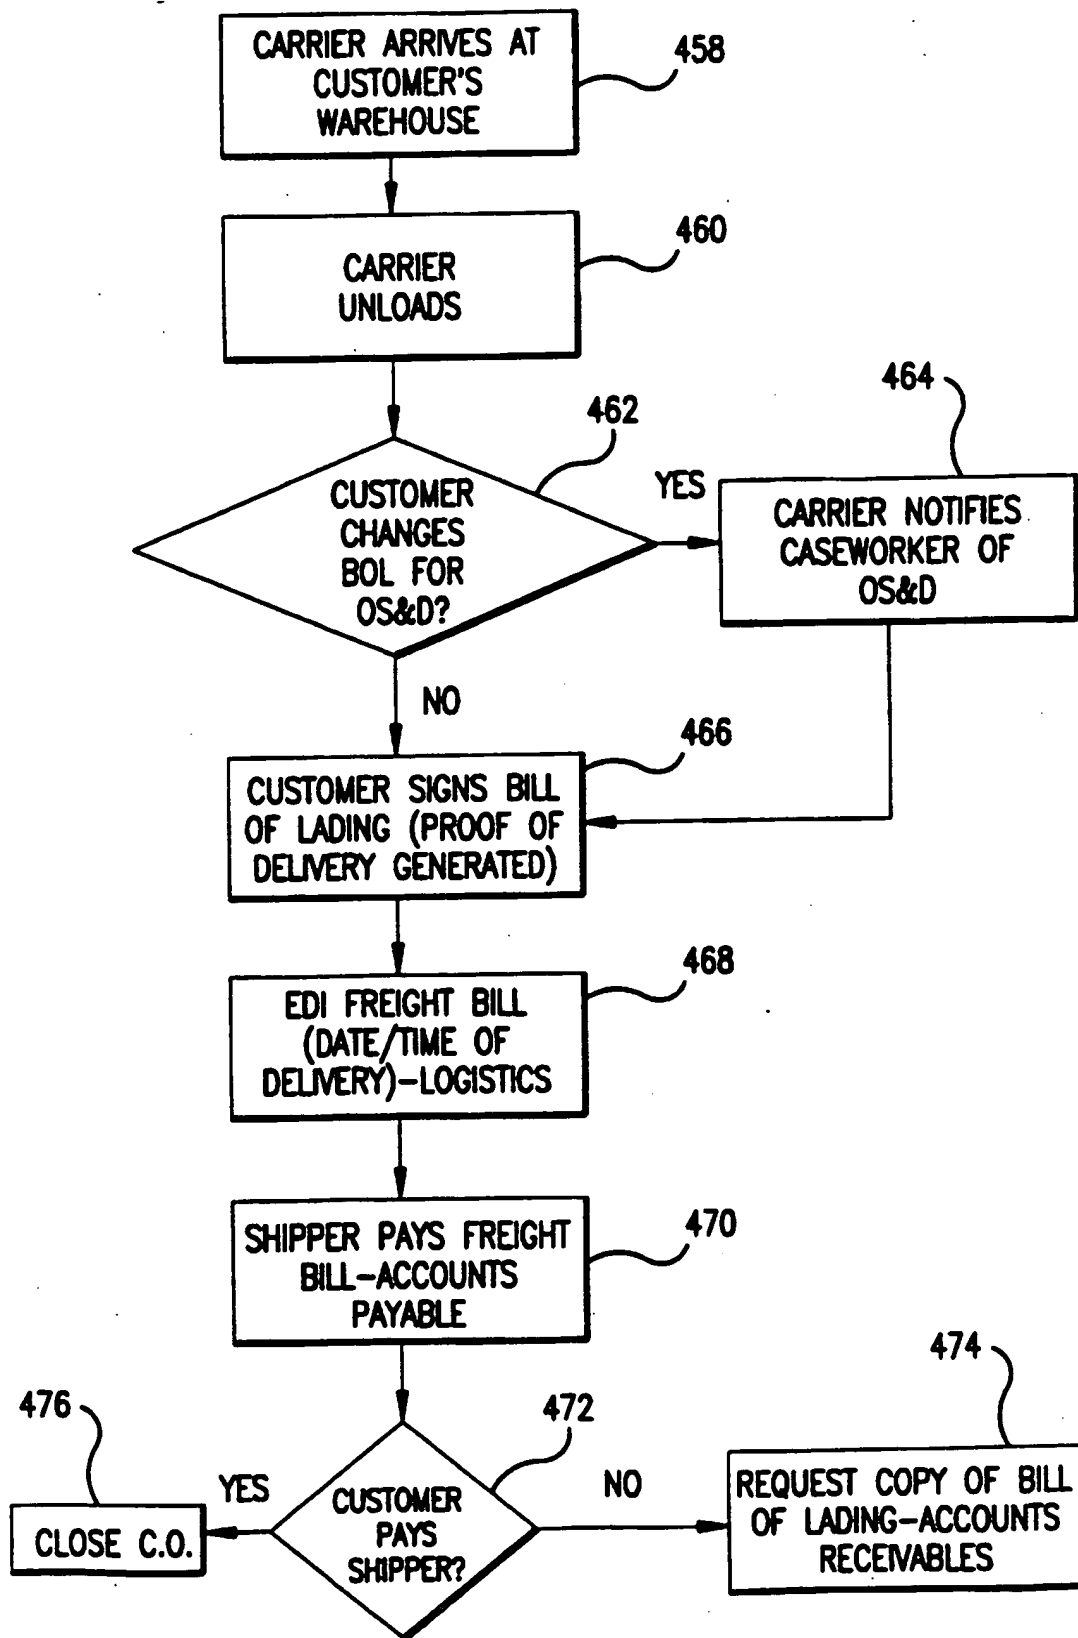 CARRIER ARRIVES AT
CUSTOMER'S
WAREHOUSE
458
CARRIER
UNLOADS
460
CUSTOMER
CHANGES
BOL FOR
OS&D?
462
YES
464
CARRIER NOTIFIES
CASEWORKER OF
OS&D
NO
466
CUSTOMER SIGNS BILL
OF LADING (PROOF OF
DELIVERY GENERATED)
468
EDI FREIGHT BILL
(DATE/TIME OF
DELIVERY)-LOGISTICS
470
SHIPPER PAYS FREIGHT
BILL-ACCOUNTS
PAYABLE
472
CUSTOMER
PAYS
SHIPPER?
YES
476
CLOSE C.O.
NO
474
REQUEST COPY OF BILL
OF LADING-ACCOUNTS
RECEIVABLES